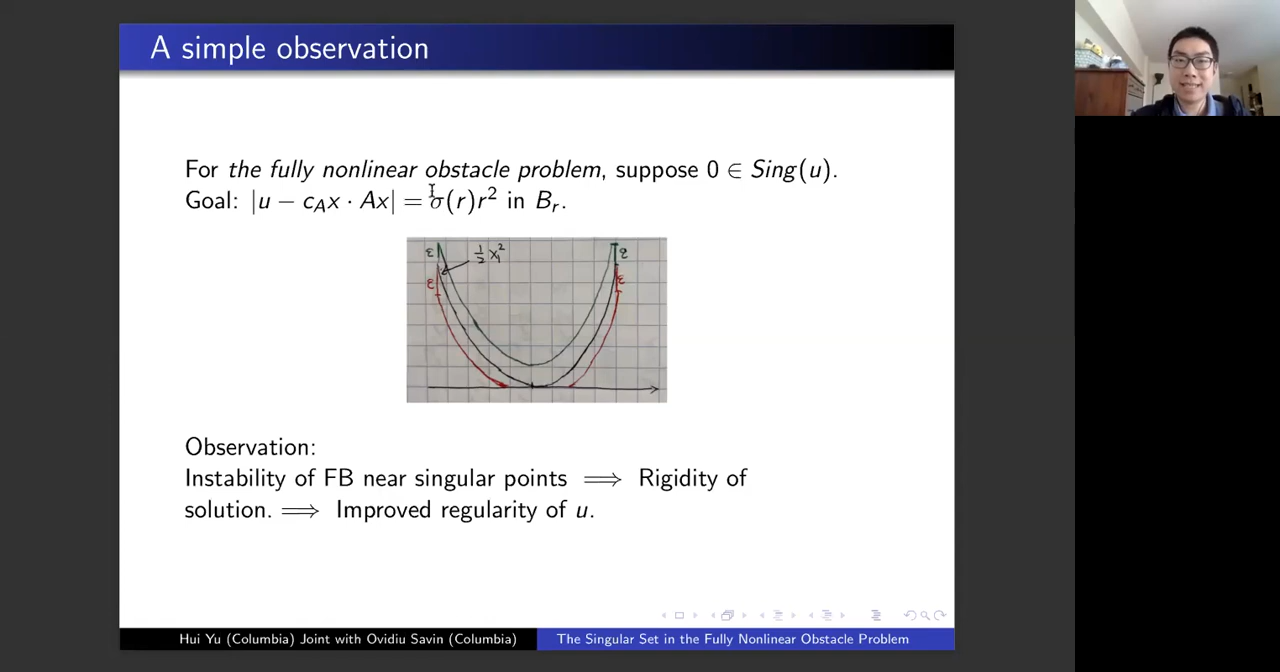 A simple observation
For the fully nonlinear obstacle problem, suppose 0 ∈ Sing(u).
Goal: |u − c_A x · Ax| = σ(r)r² in B_r.
ε ½ x₁² ε
ε ε
Observation:
Instability of FB near singular points ⟹ Rigidity of
solution. ⟹ Improved regularity of u.
Hui Yu (Columbia) Joint with Ovidiu Savin (Columbia) The Singular Set in the Fully Nonlinear Obstacle Problem